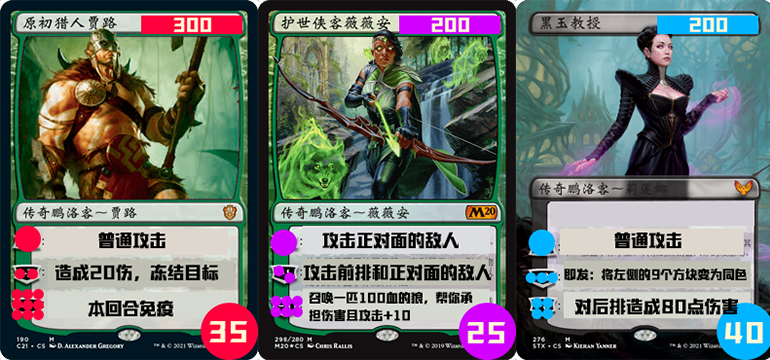 原初猎人贾路
300
传奇鹏洛客～贾路
普通攻击
造成20伤，冻结目标
本回合免疫
190 M
C21 • CS D. ALEXANDER GREGORY
™ & © 2021 Wizards
35
护世侠客薇薇安
200
传奇鹏洛客～薇薇安
M20
攻击正对面的敌人
攻击前排和正对面的敌人
召唤一匹100血的狼，帮你承
担伤害且攻击+10
298/280 M
M20 • CS CHRIS RALLIS
™ & © 2019 Wizards
25
黑玉教授
200
传奇鹏洛客～莉莲娜
普通攻击
即发：将左侧的9个方块变为同色
对后排造成80点伤害
276 M
STX • CS KIERAN YANNER
™ & © 2021
40